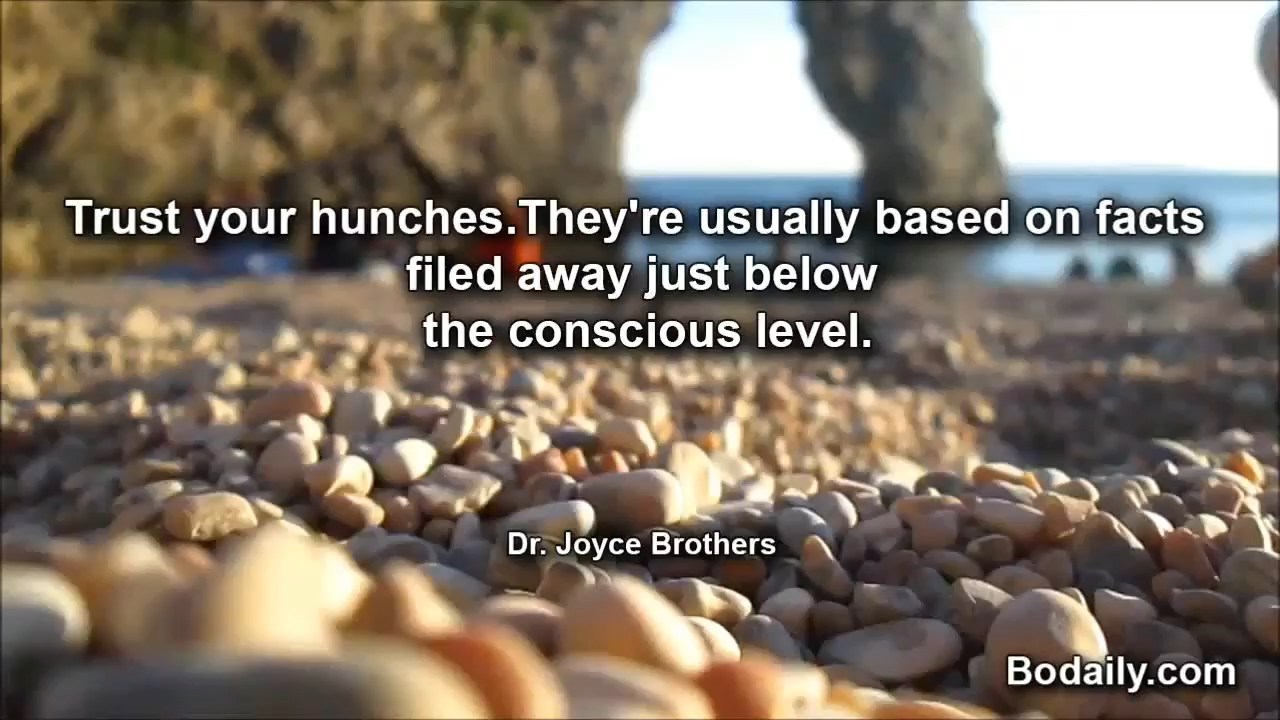 Trust your hunches.They're usually based on facts
filed away just below
the conscious level.
Dr. Joyce Brothers
Bodaily.com